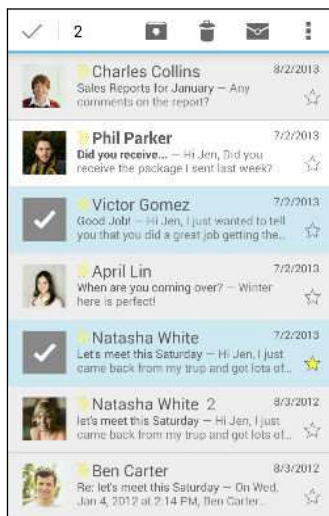 2
Charles Collins 8/2/2013
Sales Reports for January — Any
comments on the report?
Phil Parker 7/2/2013
Did you receive... — Hi Jen, Did you
receive the package I sent last week?
Victor Gomez 7/2/2013
Good Job! — Hi Jen, I just wanted to tell
you that you did a great job getting the...
April Lin 7/2/2013
When are you coming over? — Winter
here is perfect!
Natasha White 7/2/2013
Let's meet this Saturday — Hi Jen, I just
came back from my trup and got lots of...
Natasha White 2 8/3/2012
let's meet this Saturday — Hi Jen, I just
came back from my trup and got lots of...
Ben Carter 8/3/2012
Re: let's meet this Saturday — On Wed,
Jan 4, 2012 at 2:14 PM, Ben Carter...